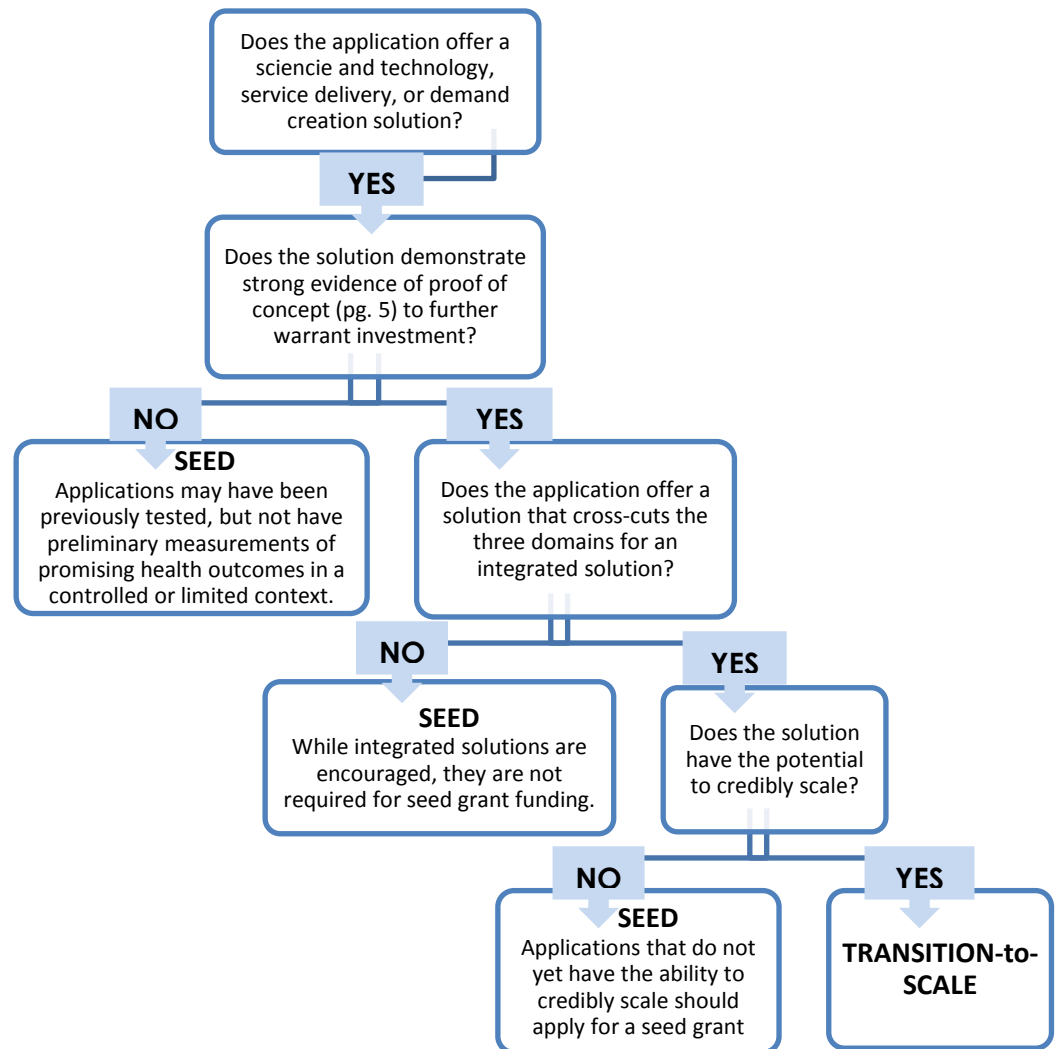 Does the application offer a
sciencie and technology,
service delivery, or demand
creation solution?
YES
Does the solution demonstrate
strong evidence of proof of
concept (pg. 5) to further
warrant investment?
NO
YES
SEED
Applications may have been
previously tested, but not have
preliminary measurements of
promising health outcomes in a
controlled or limited context.
Does the application offer a
solution that cross-cuts the
three domains for an
integrated solution?
NO
YES
SEED
While integrated solutions are
encouraged, they are not
required for seed grant funding.
Does the solution
have the potential
to credibly scale?
NO
YES
SEED
Applications that do not
yet have the ability to
credibly scale should
apply for a seed grant
TRANSITION-to-
SCALE